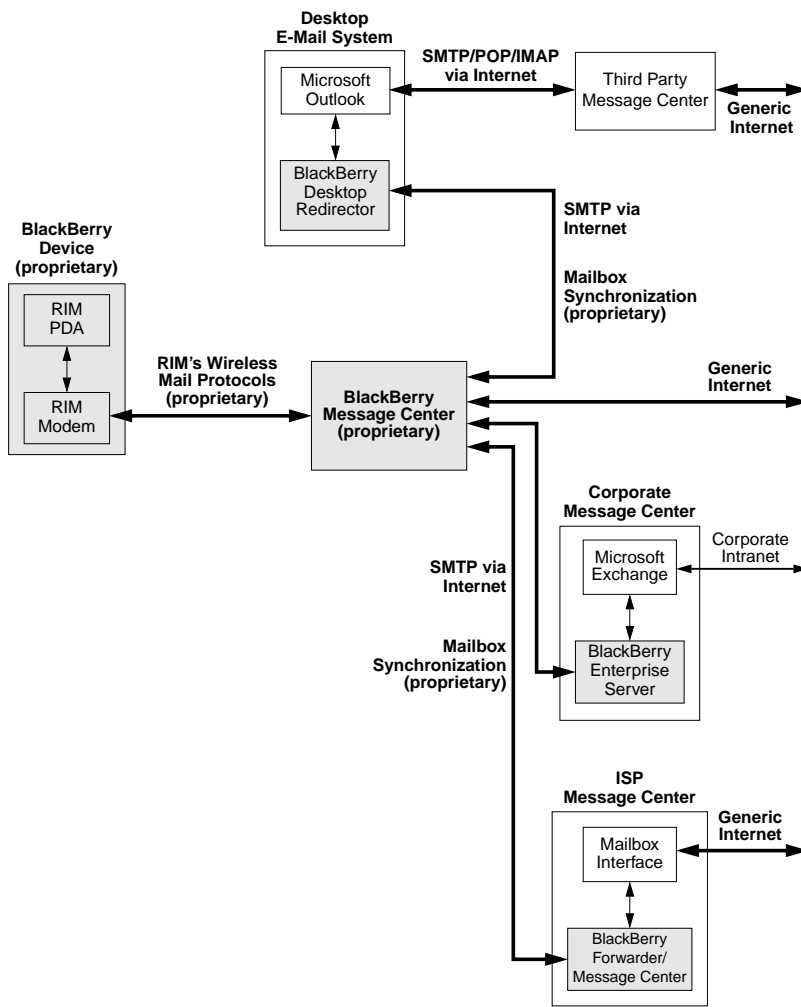 Desktop
E-Mail System
Microsoft
Outlook
BlackBerry
Desktop
Redirector
SMTP/POP/IMAP
via Internet
Third Party
Message Center
Generic
Internet
SMTP via
Internet
Mailbox
Synchronization
(proprietary)
BlackBerry
Device
(proprietary)
RIM
PDA
RIM
Modem
RIM's Wireless
Mail Protocols
(proprietary)
BlackBerry
Message Center
(proprietary)
Generic
Internet
Corporate
Message Center
Microsoft
Exchange
BlackBerry
Enterprise
Server
Corporate
Intranet
SMTP via
Internet
Mailbox
Synchronization
(proprietary)
ISP
Message Center
Mailbox
Interface
BlackBerry
Forwarder/
Message Center
Generic
Internet